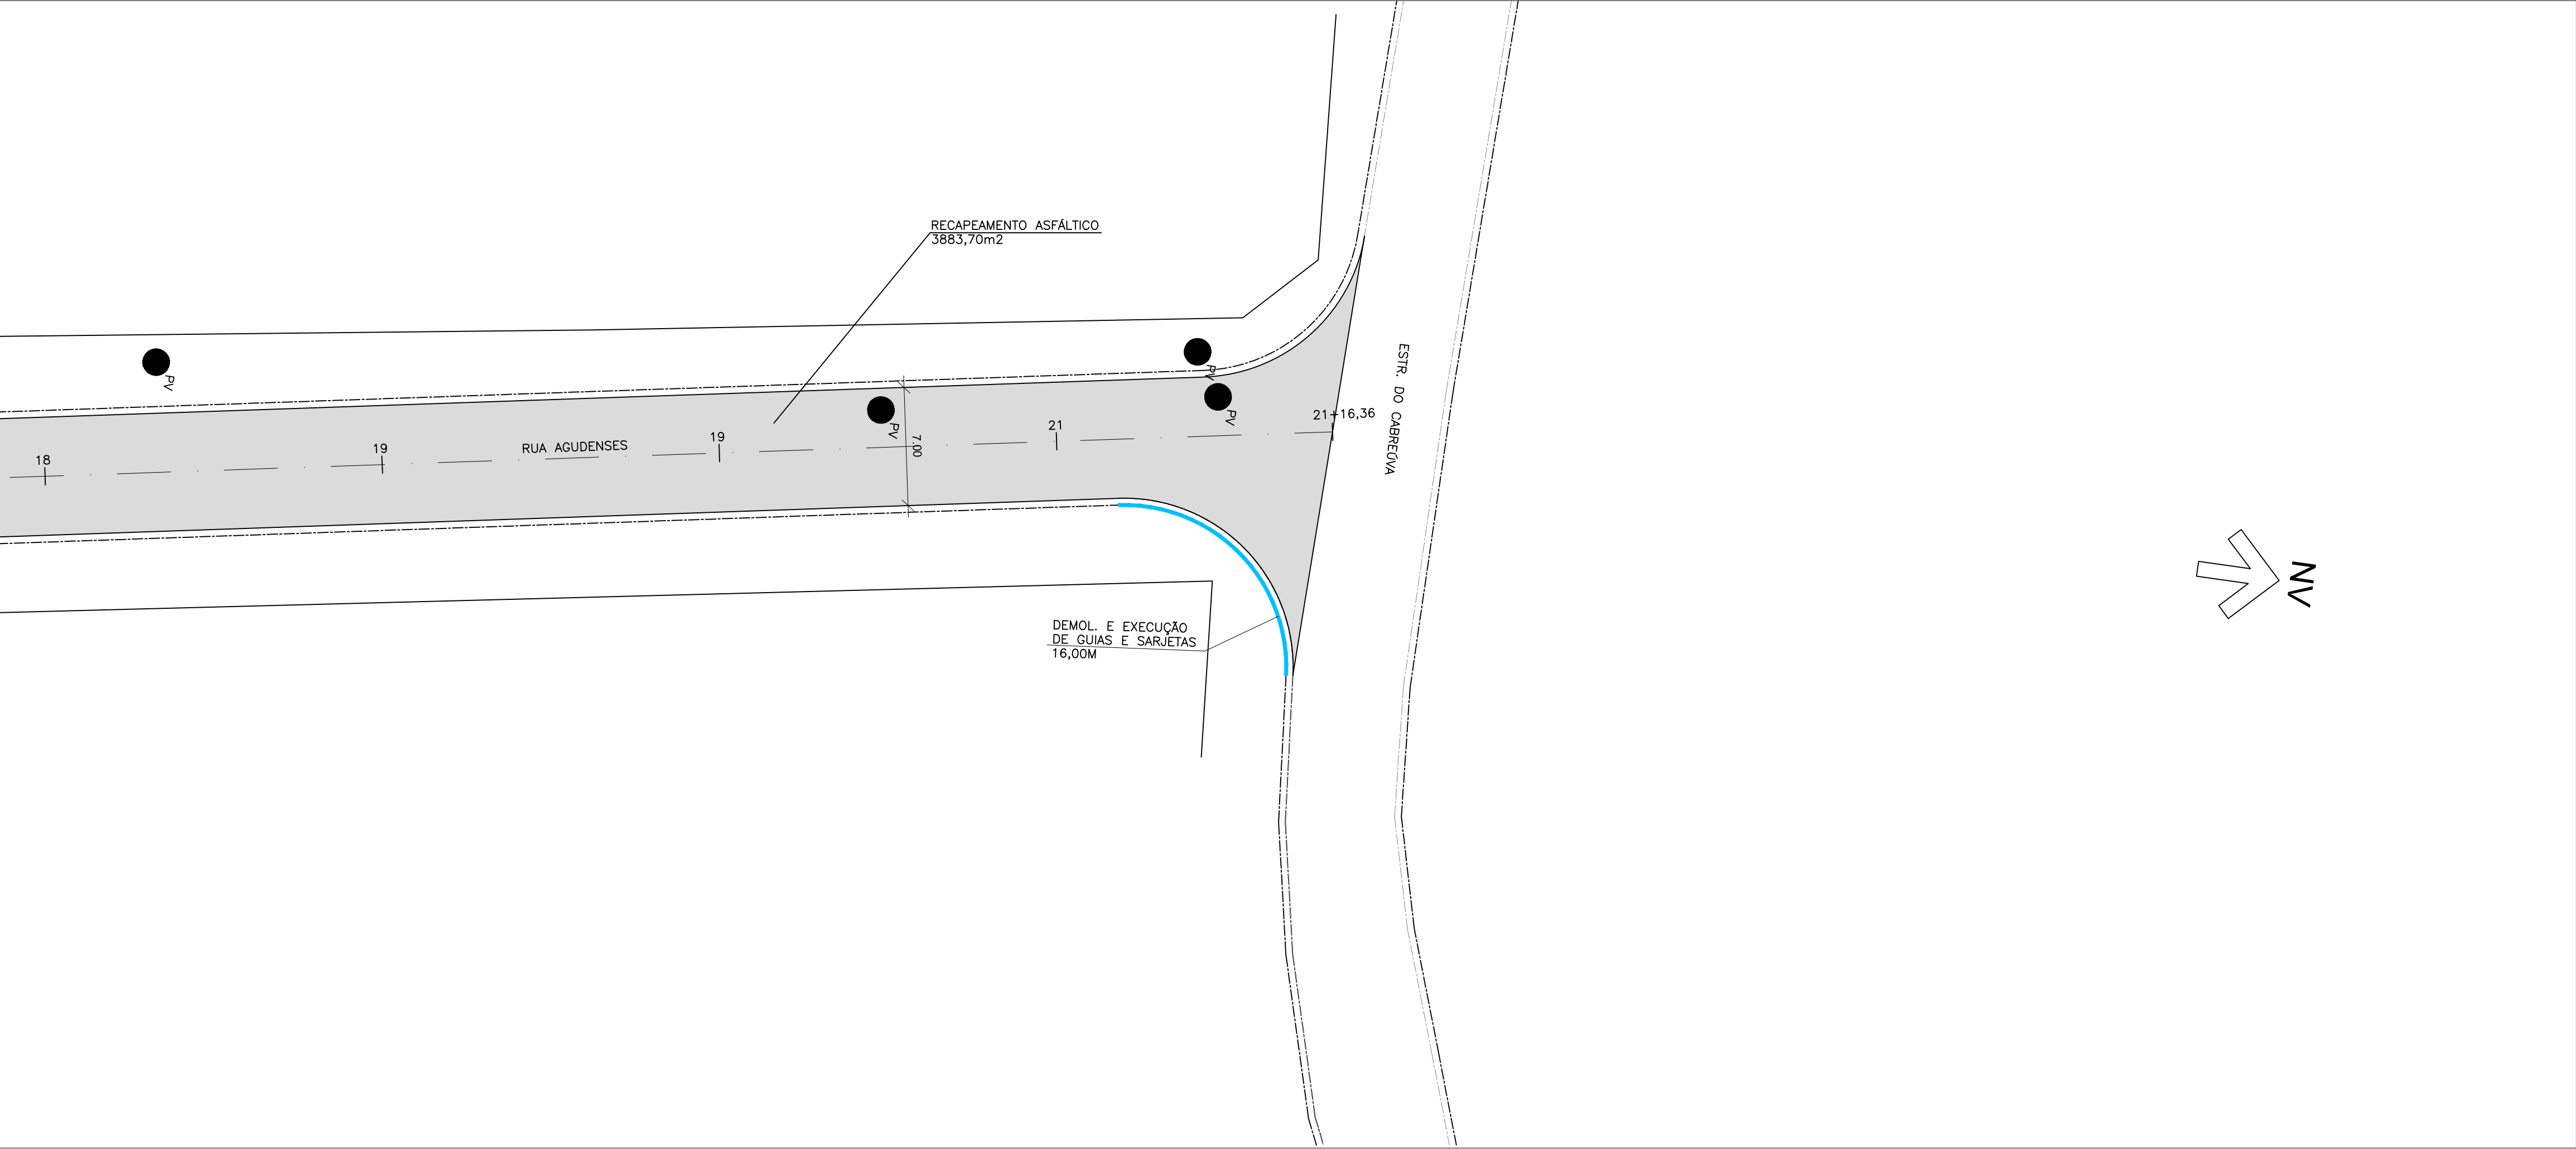 RECAPEAMENTO ASFÁLTICO
3883,70m2
PV
PV
PV
PV
18
19
RUA AGUDENSES
19
7.00
21
21+16,36
ESTR. DO CABREÚVA
NV
DEMOL. E EXECUÇÃO
DE GUIAS E SARJETAS
16,00M